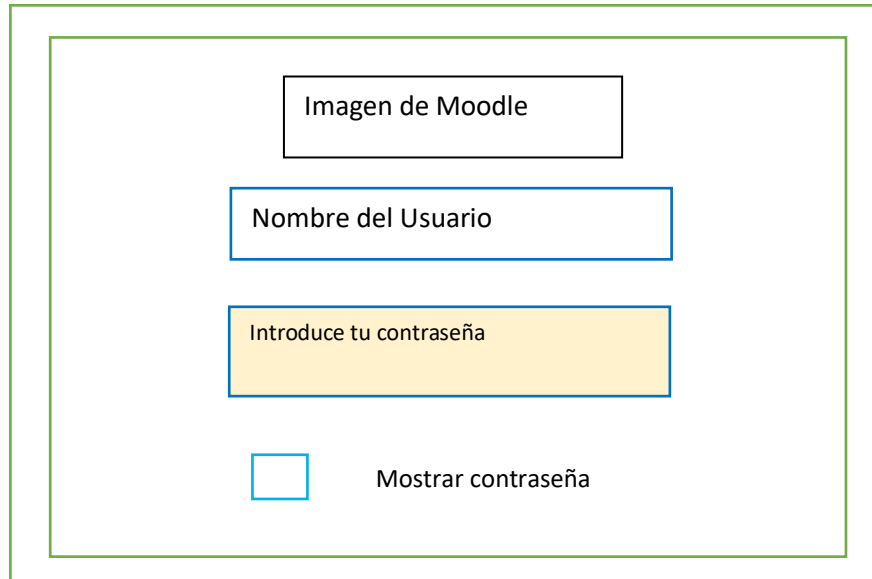 Imagen de Moodle
Nombre del Usuario
Introduce tu contraseña
Mostrar contraseña